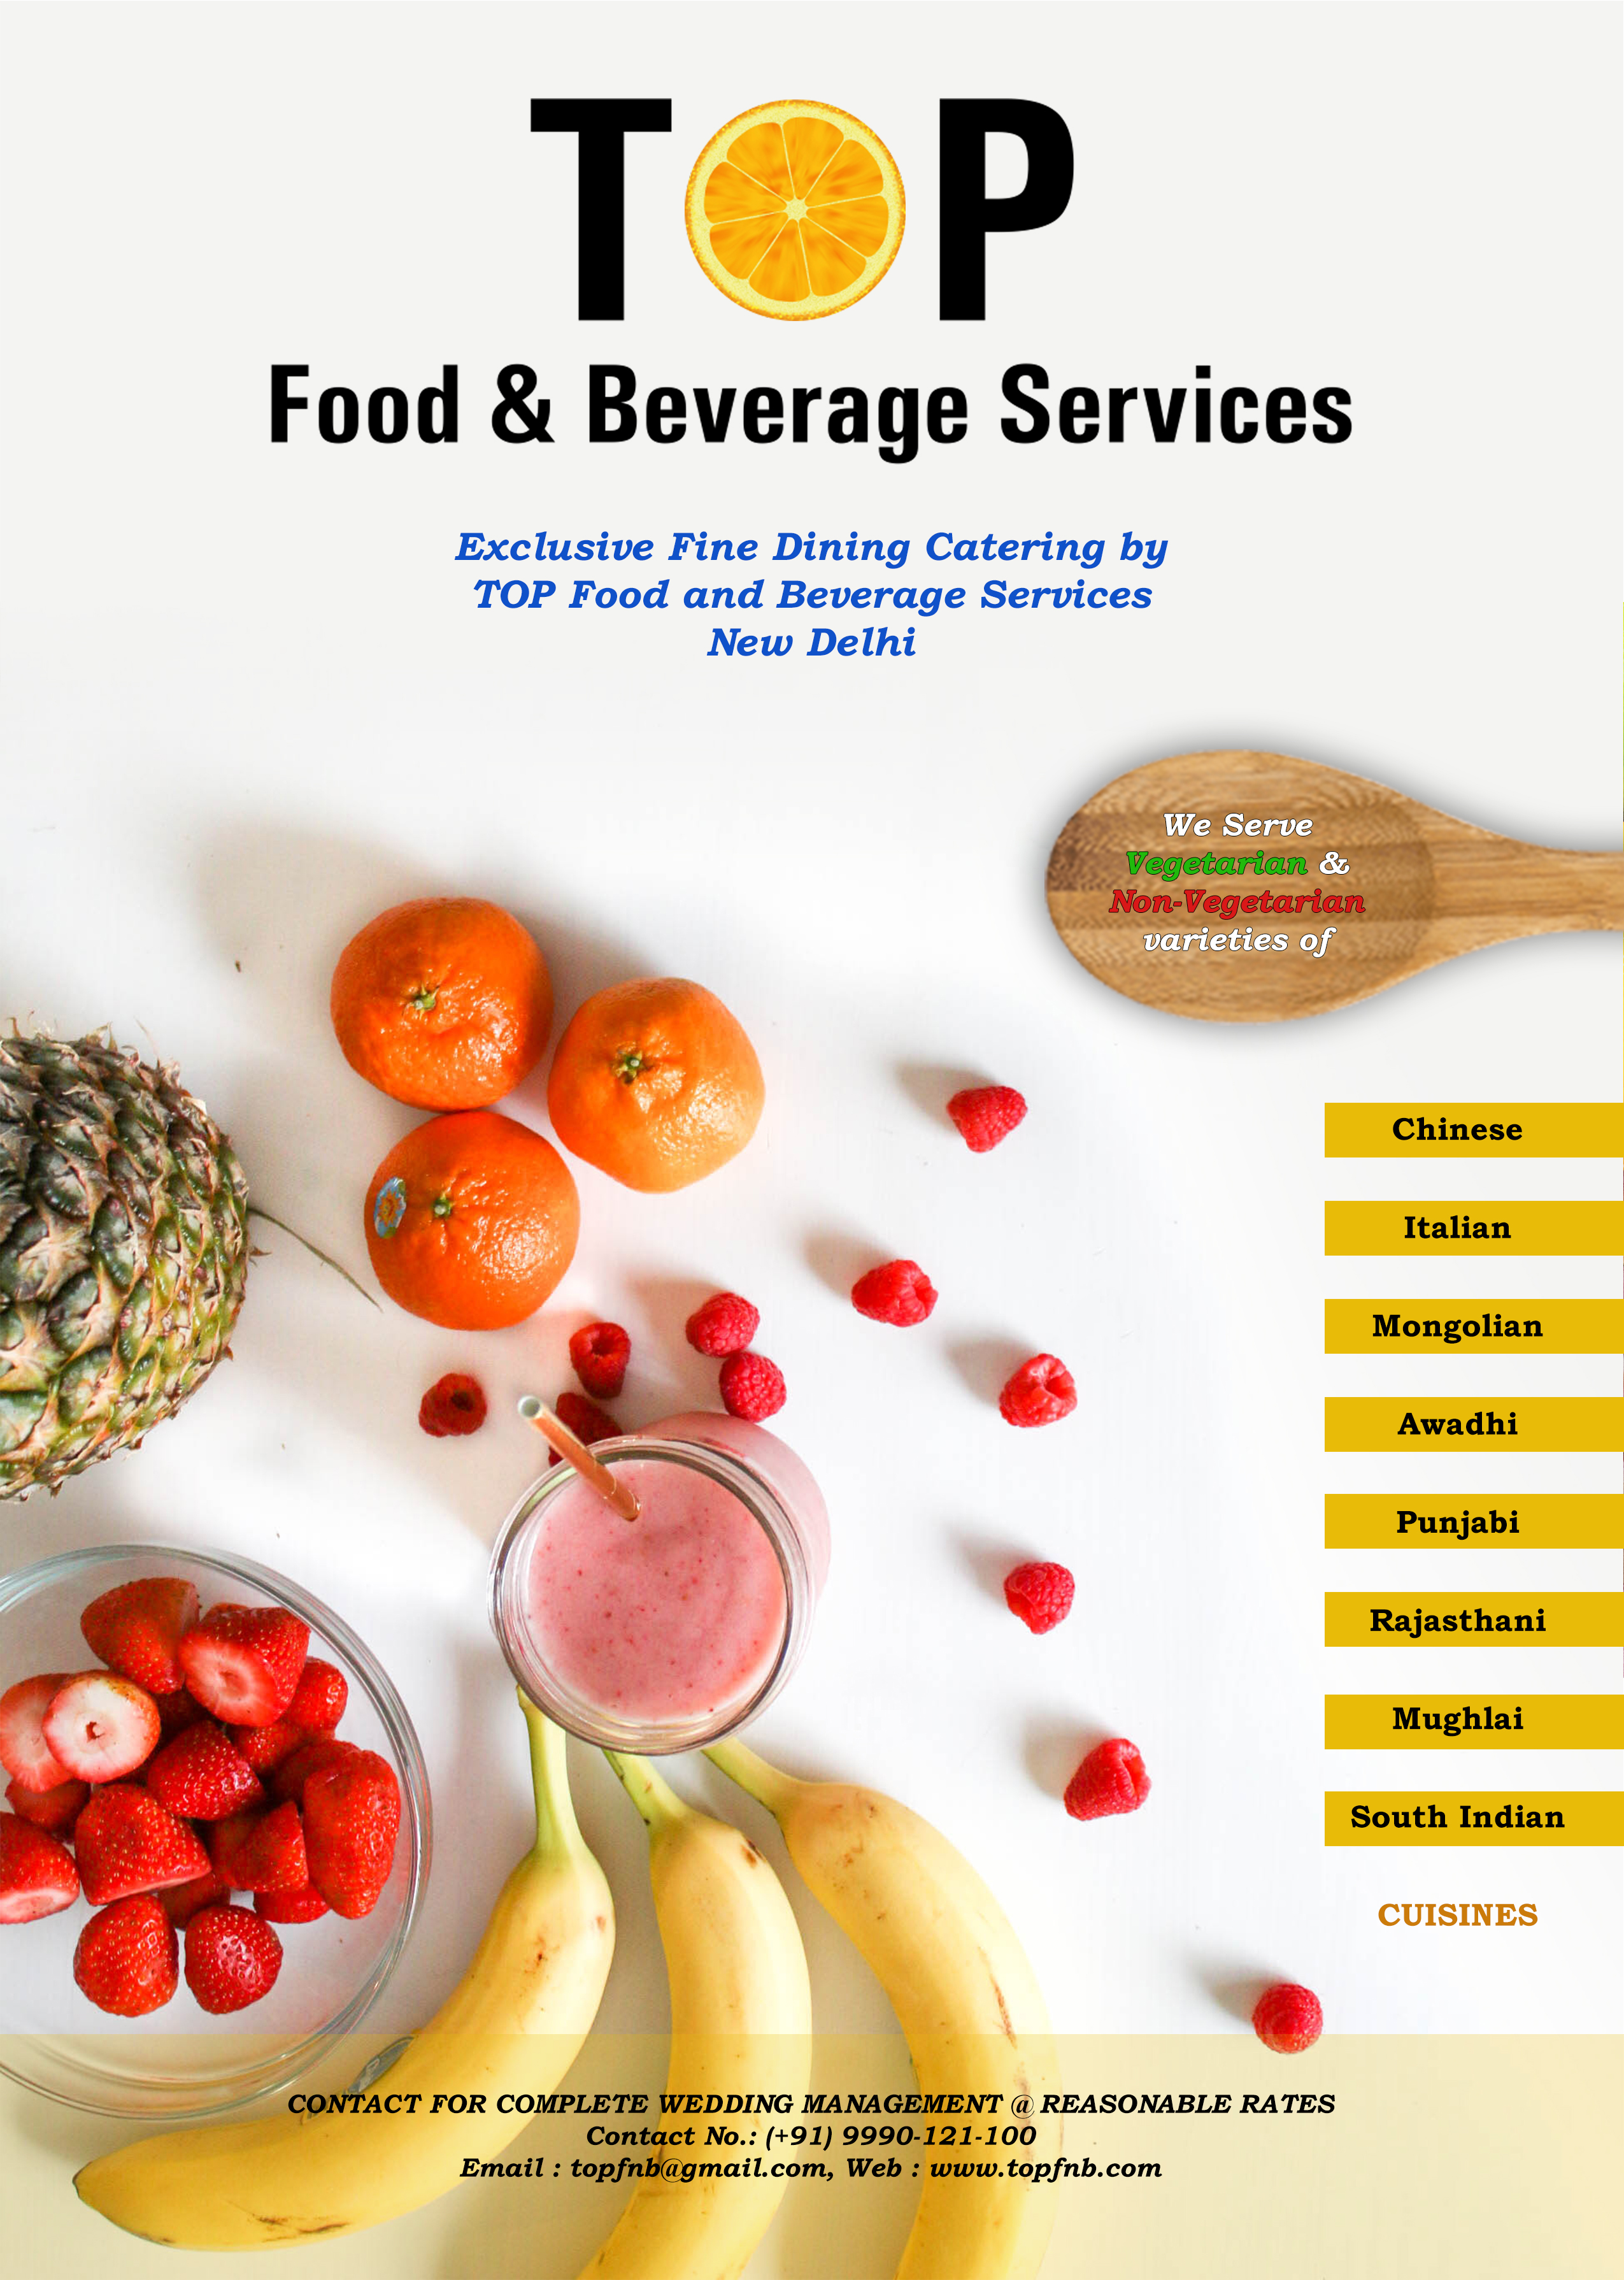 TOP
Food & Beverage Services
Exclusive Fine Dining Catering by
TOP Food and Beverage Services
New Delhi
We Serve
Vegetarian &
Non-Vegetarian
varieties of
Chinese
Italian
Mongolian
Awadhi
Punjabi
Rajasthani
Mughlai
South Indian
CUISINES
CONTACT FOR COMPLETE WEDDING MANAGEMENT @ REASONABLE RATES
Contact No.: (+91) 9990-121-100
Email : topfnb@gmail.com, Web : www.topfnb.com